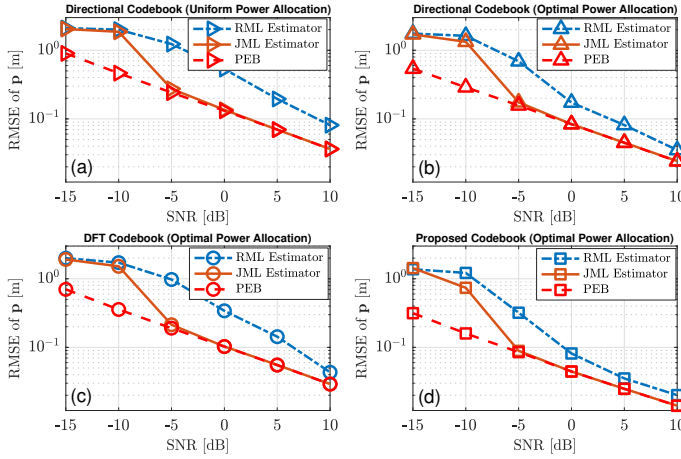 Directional Codebook (Uniform Power Allocation)
RML Estimator
JML Estimator
PEB
10^0
10^-1
RMSE of p [m]
(a)
-15 -10 -5 0 5 10
SNR [dB]
Directional Codebook (Optimal Power Allocation)
RML Estimator
JML Estimator
PEB
10^0
10^-1
RMSE of p [m]
(b)
-15 -10 -5 0 5 10
SNR [dB]
DFT Codebook (Optimal Power Allocation)
RML Estimator
JML Estimator
PEB
10^0
10^-1
RMSE of p [m]
(c)
-15 -10 -5 0 5 10
SNR [dB]
Proposed Codebook (Optimal Power Allocation)
RML Estimator
JML Estimator
PEB
10^0
10^-1
RMSE of p [m]
(d)
-15 -10 -5 0 5 10
SNR [dB]